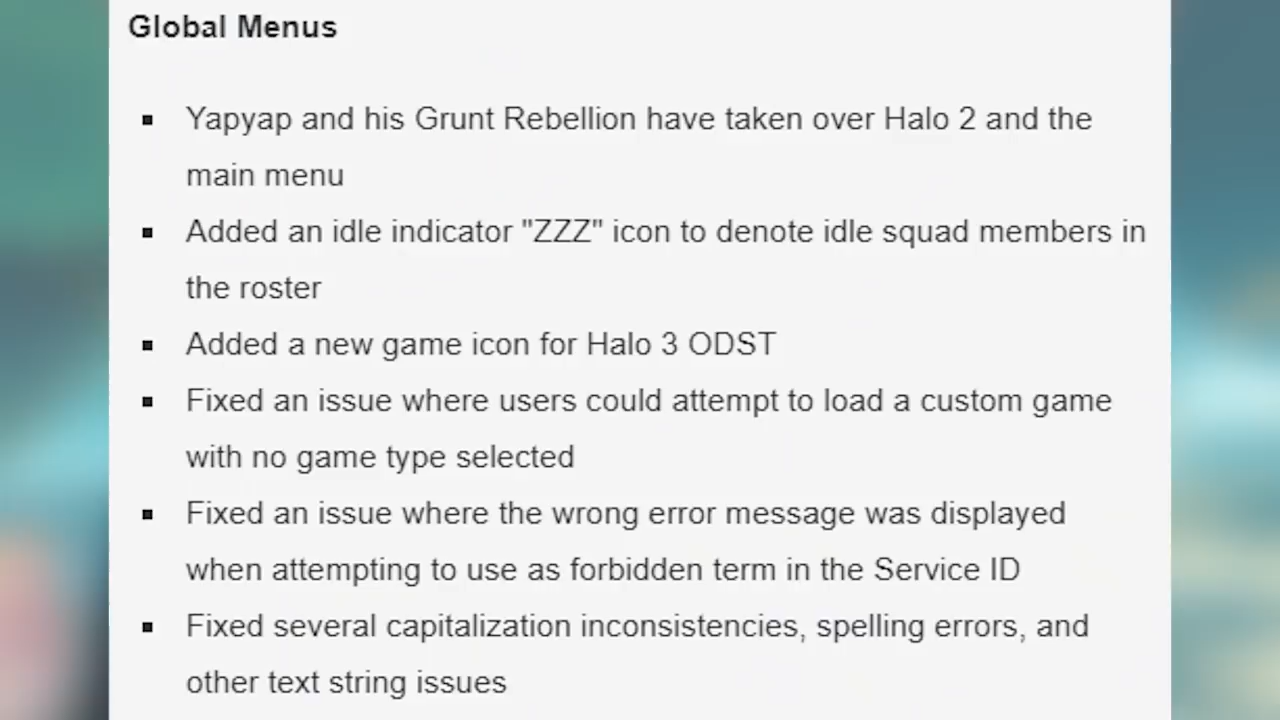 Global Menus
▪ Yapyap and his Grunt Rebellion have taken over Halo 2 and the
main menu
▪ Added an idle indicator "ZZZ" icon to denote idle squad members in
the roster
▪ Added a new game icon for Halo 3 ODST
▪ Fixed an issue where users could attempt to load a custom game
with no game type selected
▪ Fixed an issue where the wrong error message was displayed
when attempting to use as forbidden term in the Service ID
▪ Fixed several capitalization inconsistencies, spelling errors, and
other text string issues